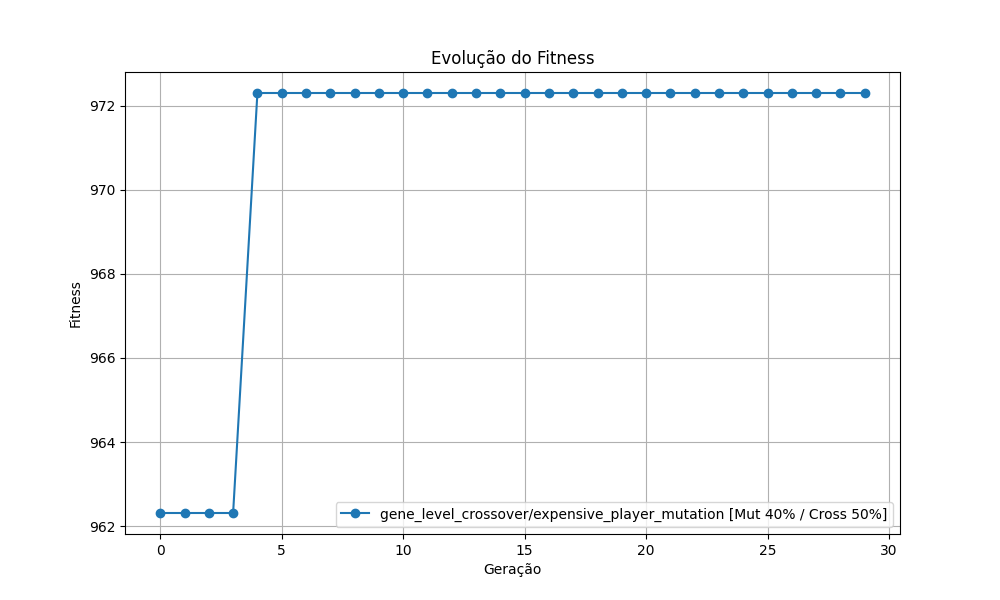 Evolução do Fitness
Fitness
972
970
968
966
964
962
0 5 10 15 20 25 30
Geração
gene_level_crossover/expensive_player_mutation [Mut 40% / Cross 50%]